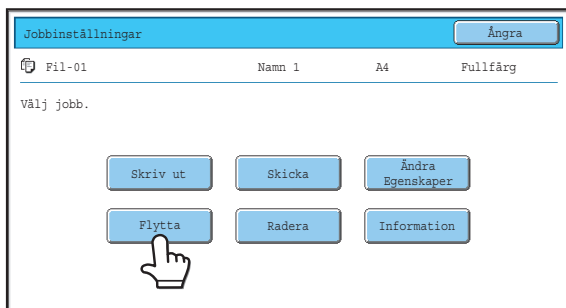 Jobbinställningar Ångra
Fil-01 Namn 1 A4 Fullfärg
Välj jobb.
Skriv ut Skicka Ändra Egenskaper
Flytta Radera Information